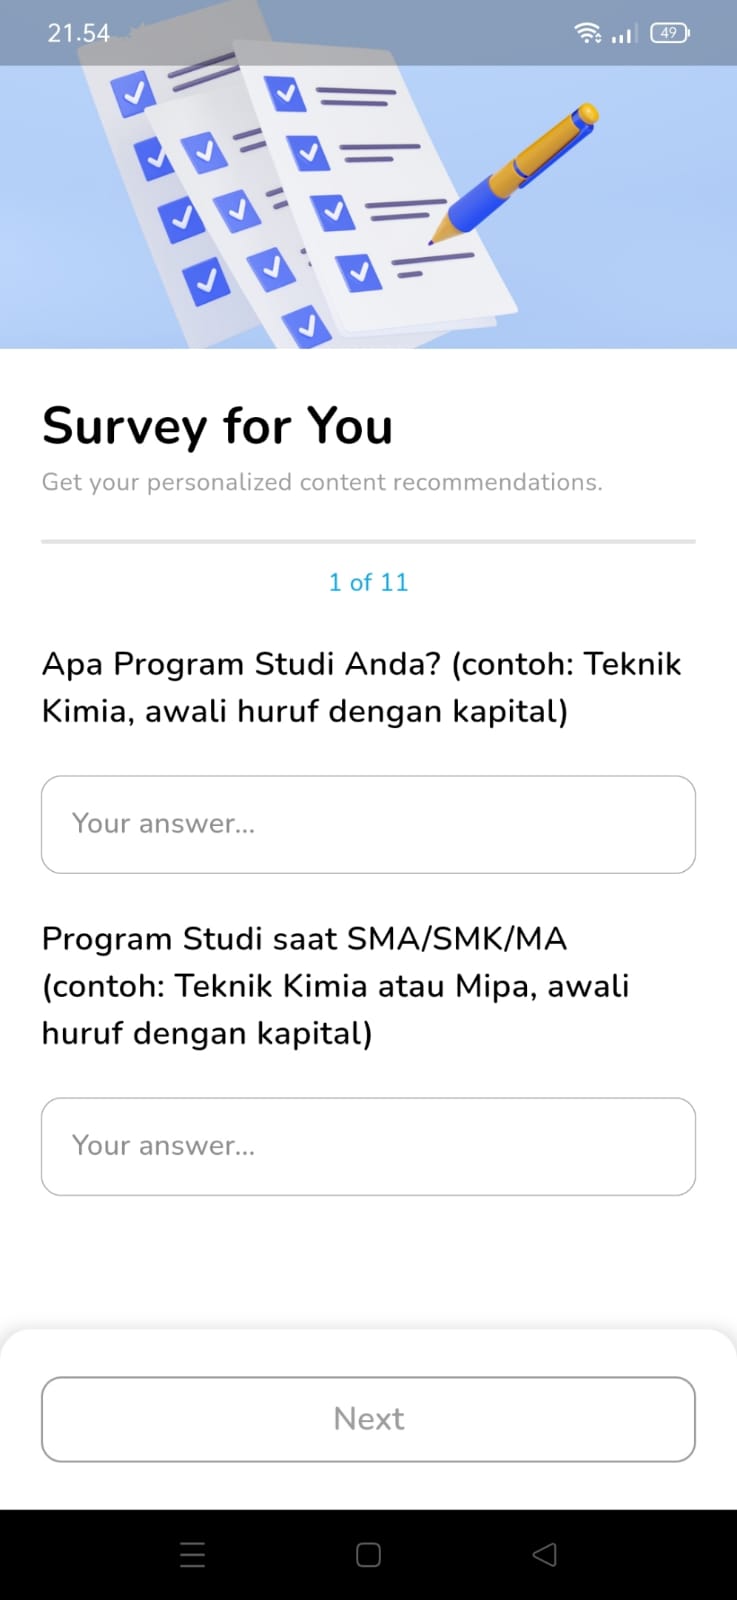 21.54
49
Survey for You
Get your personalized content recommendations.
1 of 11
Apa Program Studi Anda? (contoh: Teknik
Kimia, awali huruf dengan kapital)
Your answer...
Program Studi saat SMA/SMK/MA
(contoh: Teknik Kimia atau Mipa, awali
huruf dengan kapital)
Your answer...
Next